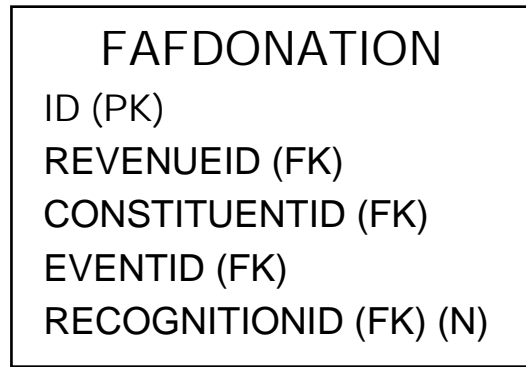 FAFDONATION
ID (PK)
REVENUEID (FK)
CONSTITUENTID (FK)
EVENTID (FK)
RECOGNITIONID (FK) (N)